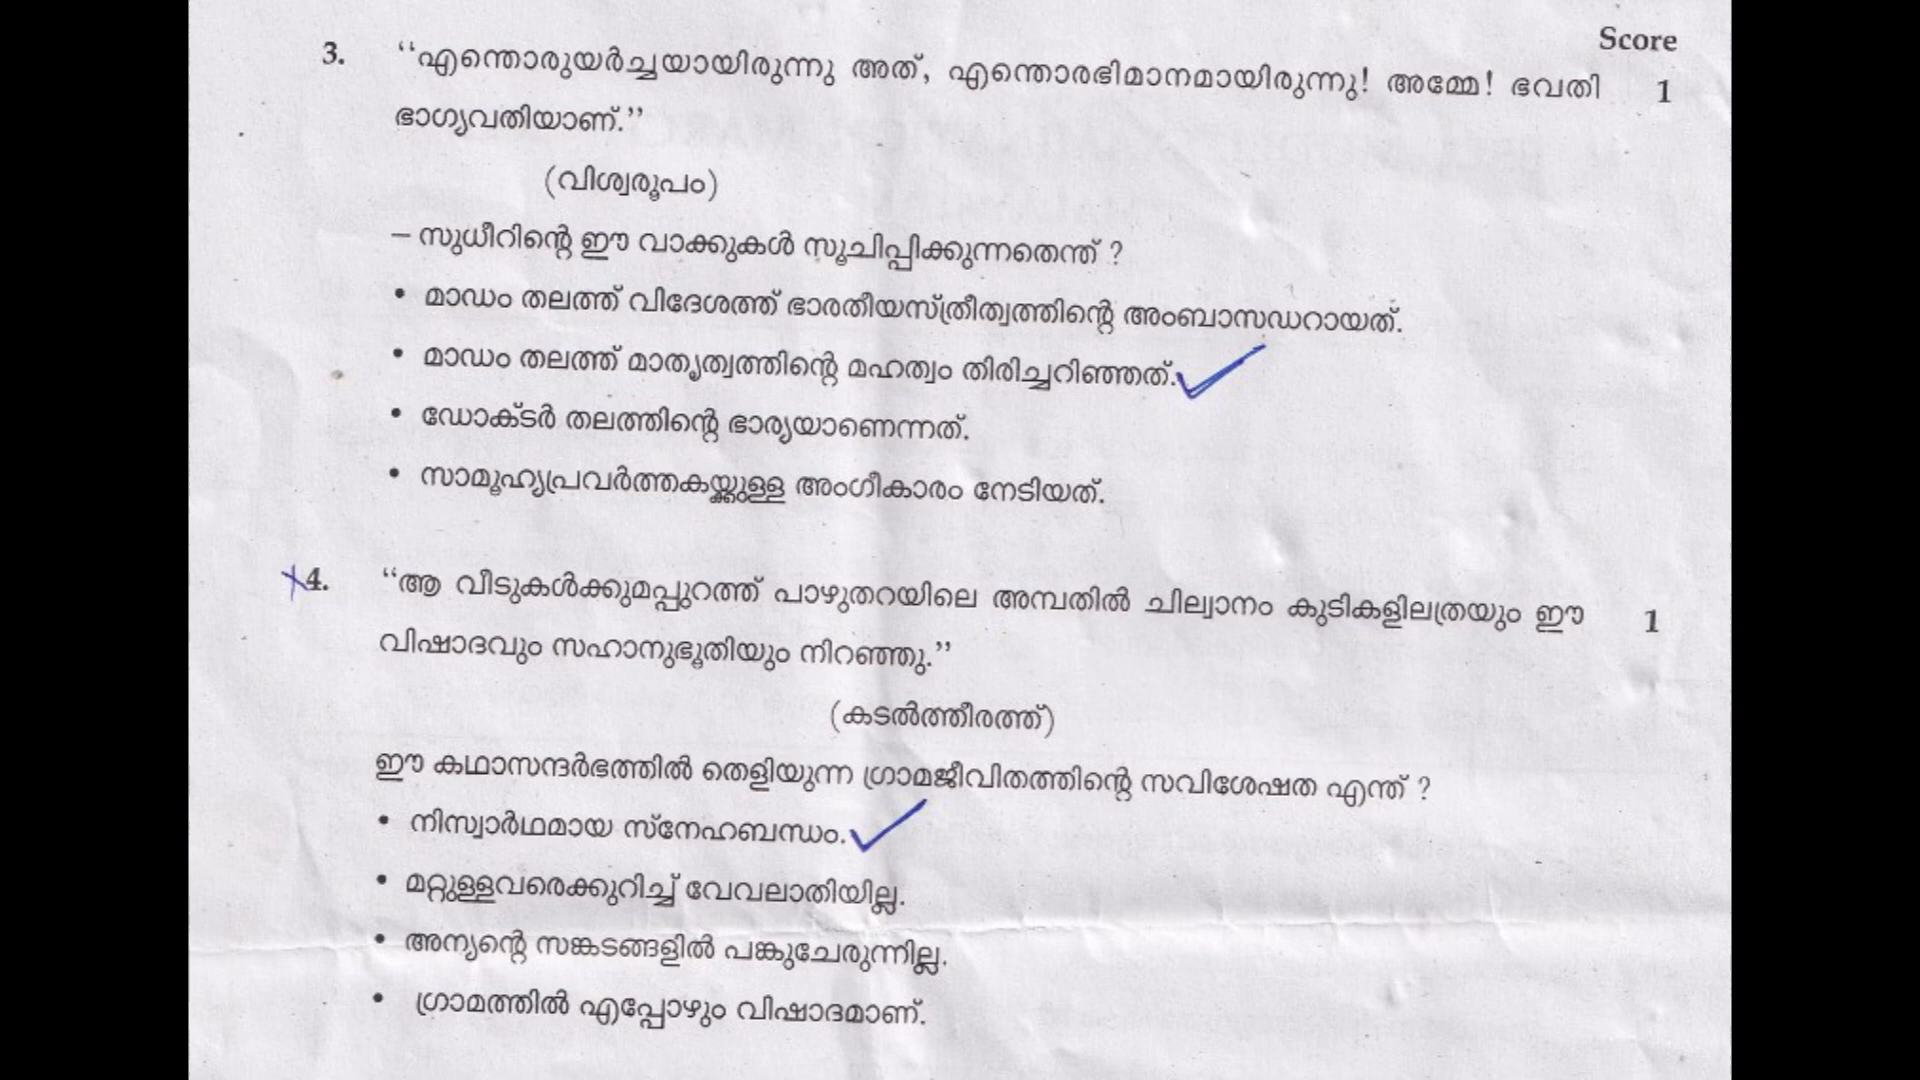 Score
3. “എന്തൊരുയർച്ചയായിരുന്നു അത്, എന്തൊരഭിമാനമായിരുന്നു! അമ്മേ! ഭവതി 1
ഭാഗ്യവതിയാണ്.”
(വിശ്വരൂപം)
– സുധീറിന്റെ ഈ വാക്കുകൾ സൂചിപ്പിക്കുന്നതെന്ത് ?
• മാഡം തലത്ത് വിദേശത്ത് ഭാരതീയസ്ത്രീത്വത്തിന്റെ അംബാസഡറായത്.
• മാഡം തലത്ത് മാതൃത്വത്തിന്റെ മഹത്വം തിരിച്ചറിഞ്ഞത്.
• ഡോക്ടർ തലത്തിന്റെ ഭാര്യയാണെന്നത്.
• സാമൂഹ്യപ്രവർത്തകയ്ക്കുള്ള അംഗീകാരം നേടിയത്.
4. “ആ വീടുകൾക്കുമപ്പുറത്ത് പാഴുതറയിലെ അമ്പതിൽ ചില്വാനം കുടികളിലത്രയും ഈ 1
വിഷാദവും സഹാനുഭൂതിയും നിറഞ്ഞു.”
(കടൽത്തീരത്ത്)
ഈ കഥാസന്ദർഭത്തിൽ തെളിയുന്ന ഗ്രാമജീവിതത്തിന്റെ സവിശേഷത എന്ത് ?
• നിസ്വാർഥമായ സ്നേഹബന്ധം.
• മറ്റുള്ളവരെക്കുറിച്ച് വേവലാതിയില്ല.
• അന്യന്റെ സങ്കടങ്ങളിൽ പങ്കുചേരുന്നില്ല.
• ഗ്രാമത്തിൽ എപ്പോഴും വിഷാദമാണ്.